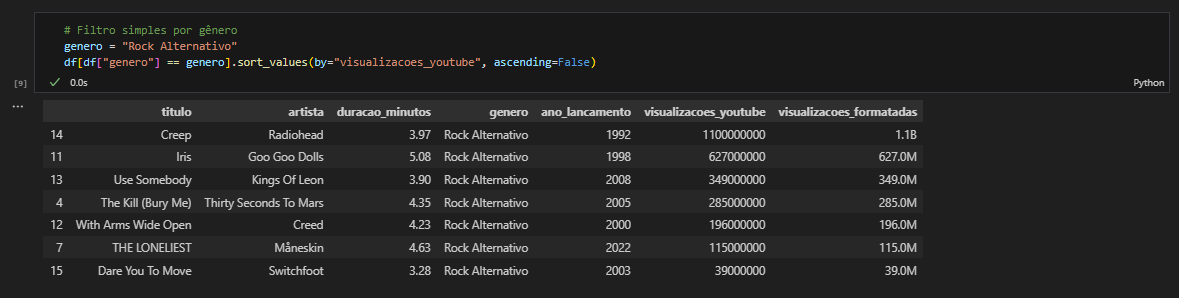 # Filtro simples por gênero
genero = "Rock Alternativo"
df[df["genero"] == genero].sort_values(by="visualizacoes_youtube", ascending=False)
[9] ✓ 0.0s Python
...
titulo artista duracao_minutos genero ano_lancamento visualizacoes_youtube visualizacoes_formatadas
14 Creep Radiohead 3.97 Rock Alternativo 1992 1100000000 1.1B
11 Iris Goo Goo Dolls 5.08 Rock Alternativo 1998 627000000 627.0M
13 Use Somebody Kings Of Leon 3.90 Rock Alternativo 2008 349000000 349.0M
4 The Kill (Bury Me) Thirty Seconds To Mars 4.35 Rock Alternativo 2005 285000000 285.0M
12 With Arms Wide Open Creed 4.23 Rock Alternativo 2000 196000000 196.0M
7 THE LONELIEST Måneskin 4.63 Rock Alternativo 2022 115000000 115.0M
15 Dare You To Move Switchfoot 3.28 Rock Alternativo 2003 39000000 39.0M